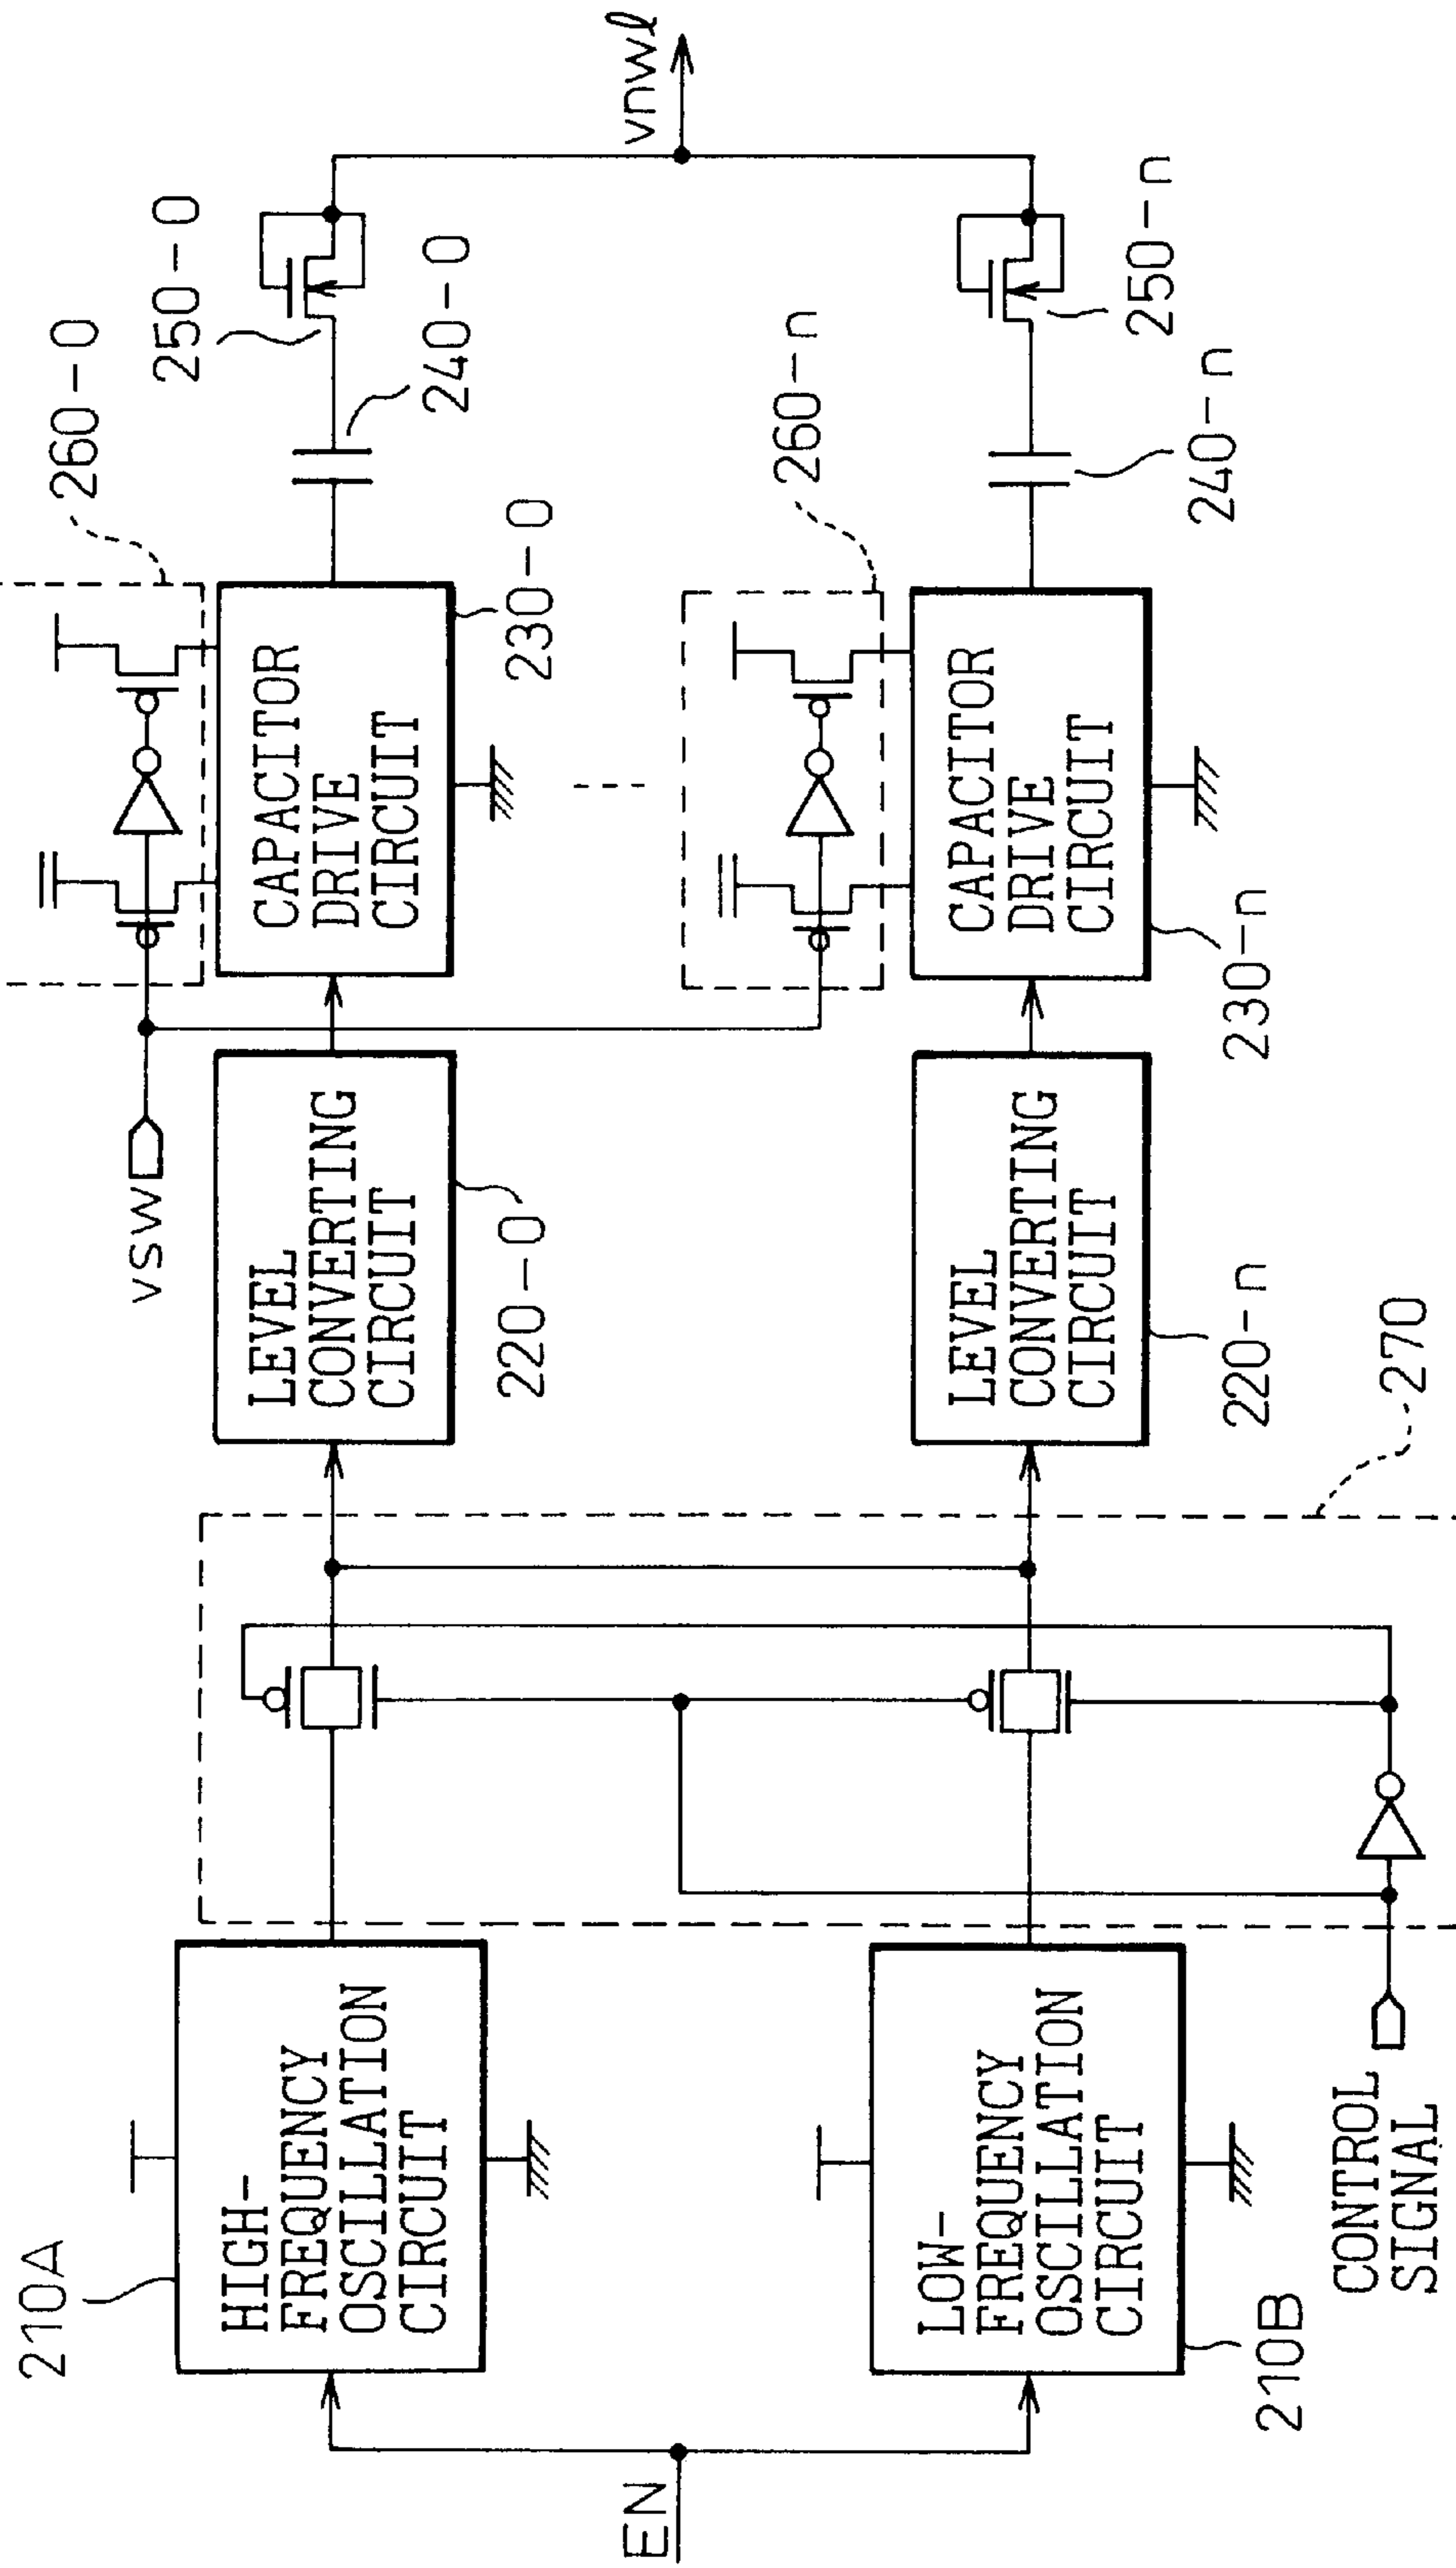 210A
HIGH-
FREQUENCY
OSCILLATION
CIRCUIT
EN
LOW-
FREQUENCY
OSCILLATION
CIRCUIT
210B
CONTROL
SIGNAL
270
LEVEL
CONVERTING
CIRCUIT
220-0
LEVEL
CONVERTING
CIRCUIT
220-n
vsw
260-0
CAPACITOR
DRIVE
CIRCUIT
230-0
260-n
CAPACITOR
DRIVE
CIRCUIT
230-n
250-0
240-0
250-n
240-n
vnwℓ